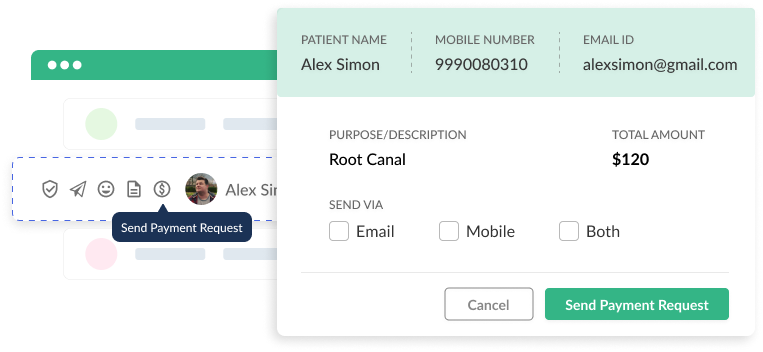 PATIENT NAME
Alex Simon
MOBILE NUMBER
9990080310
EMAIL ID
alexsimon@gmail.com
PURPOSE/DESCRIPTION
Root Canal
TOTAL AMOUNT
$120
SEND VIA
Email
Mobile
Both
Cancel
Send Payment Request
Alex Sim
Send Payment Request